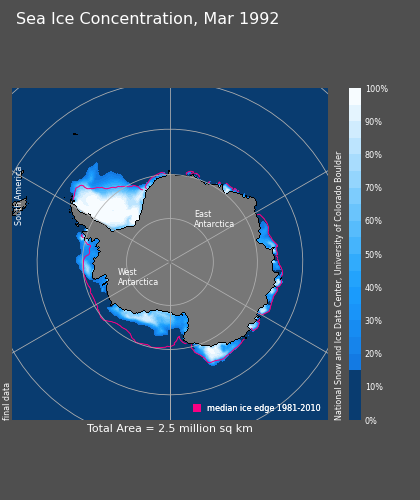 Sea Ice Concentration, Mar 1992
South America
East
Antarctica
West
Antarctica
final data
median ice edge 1981-2010
Total Area = 2.5 million sq km
National Snow and Ice Data Center, University of Colorado Boulder
100%
90%
80%
70%
60%
50%
40%
30%
20%
10%
0%